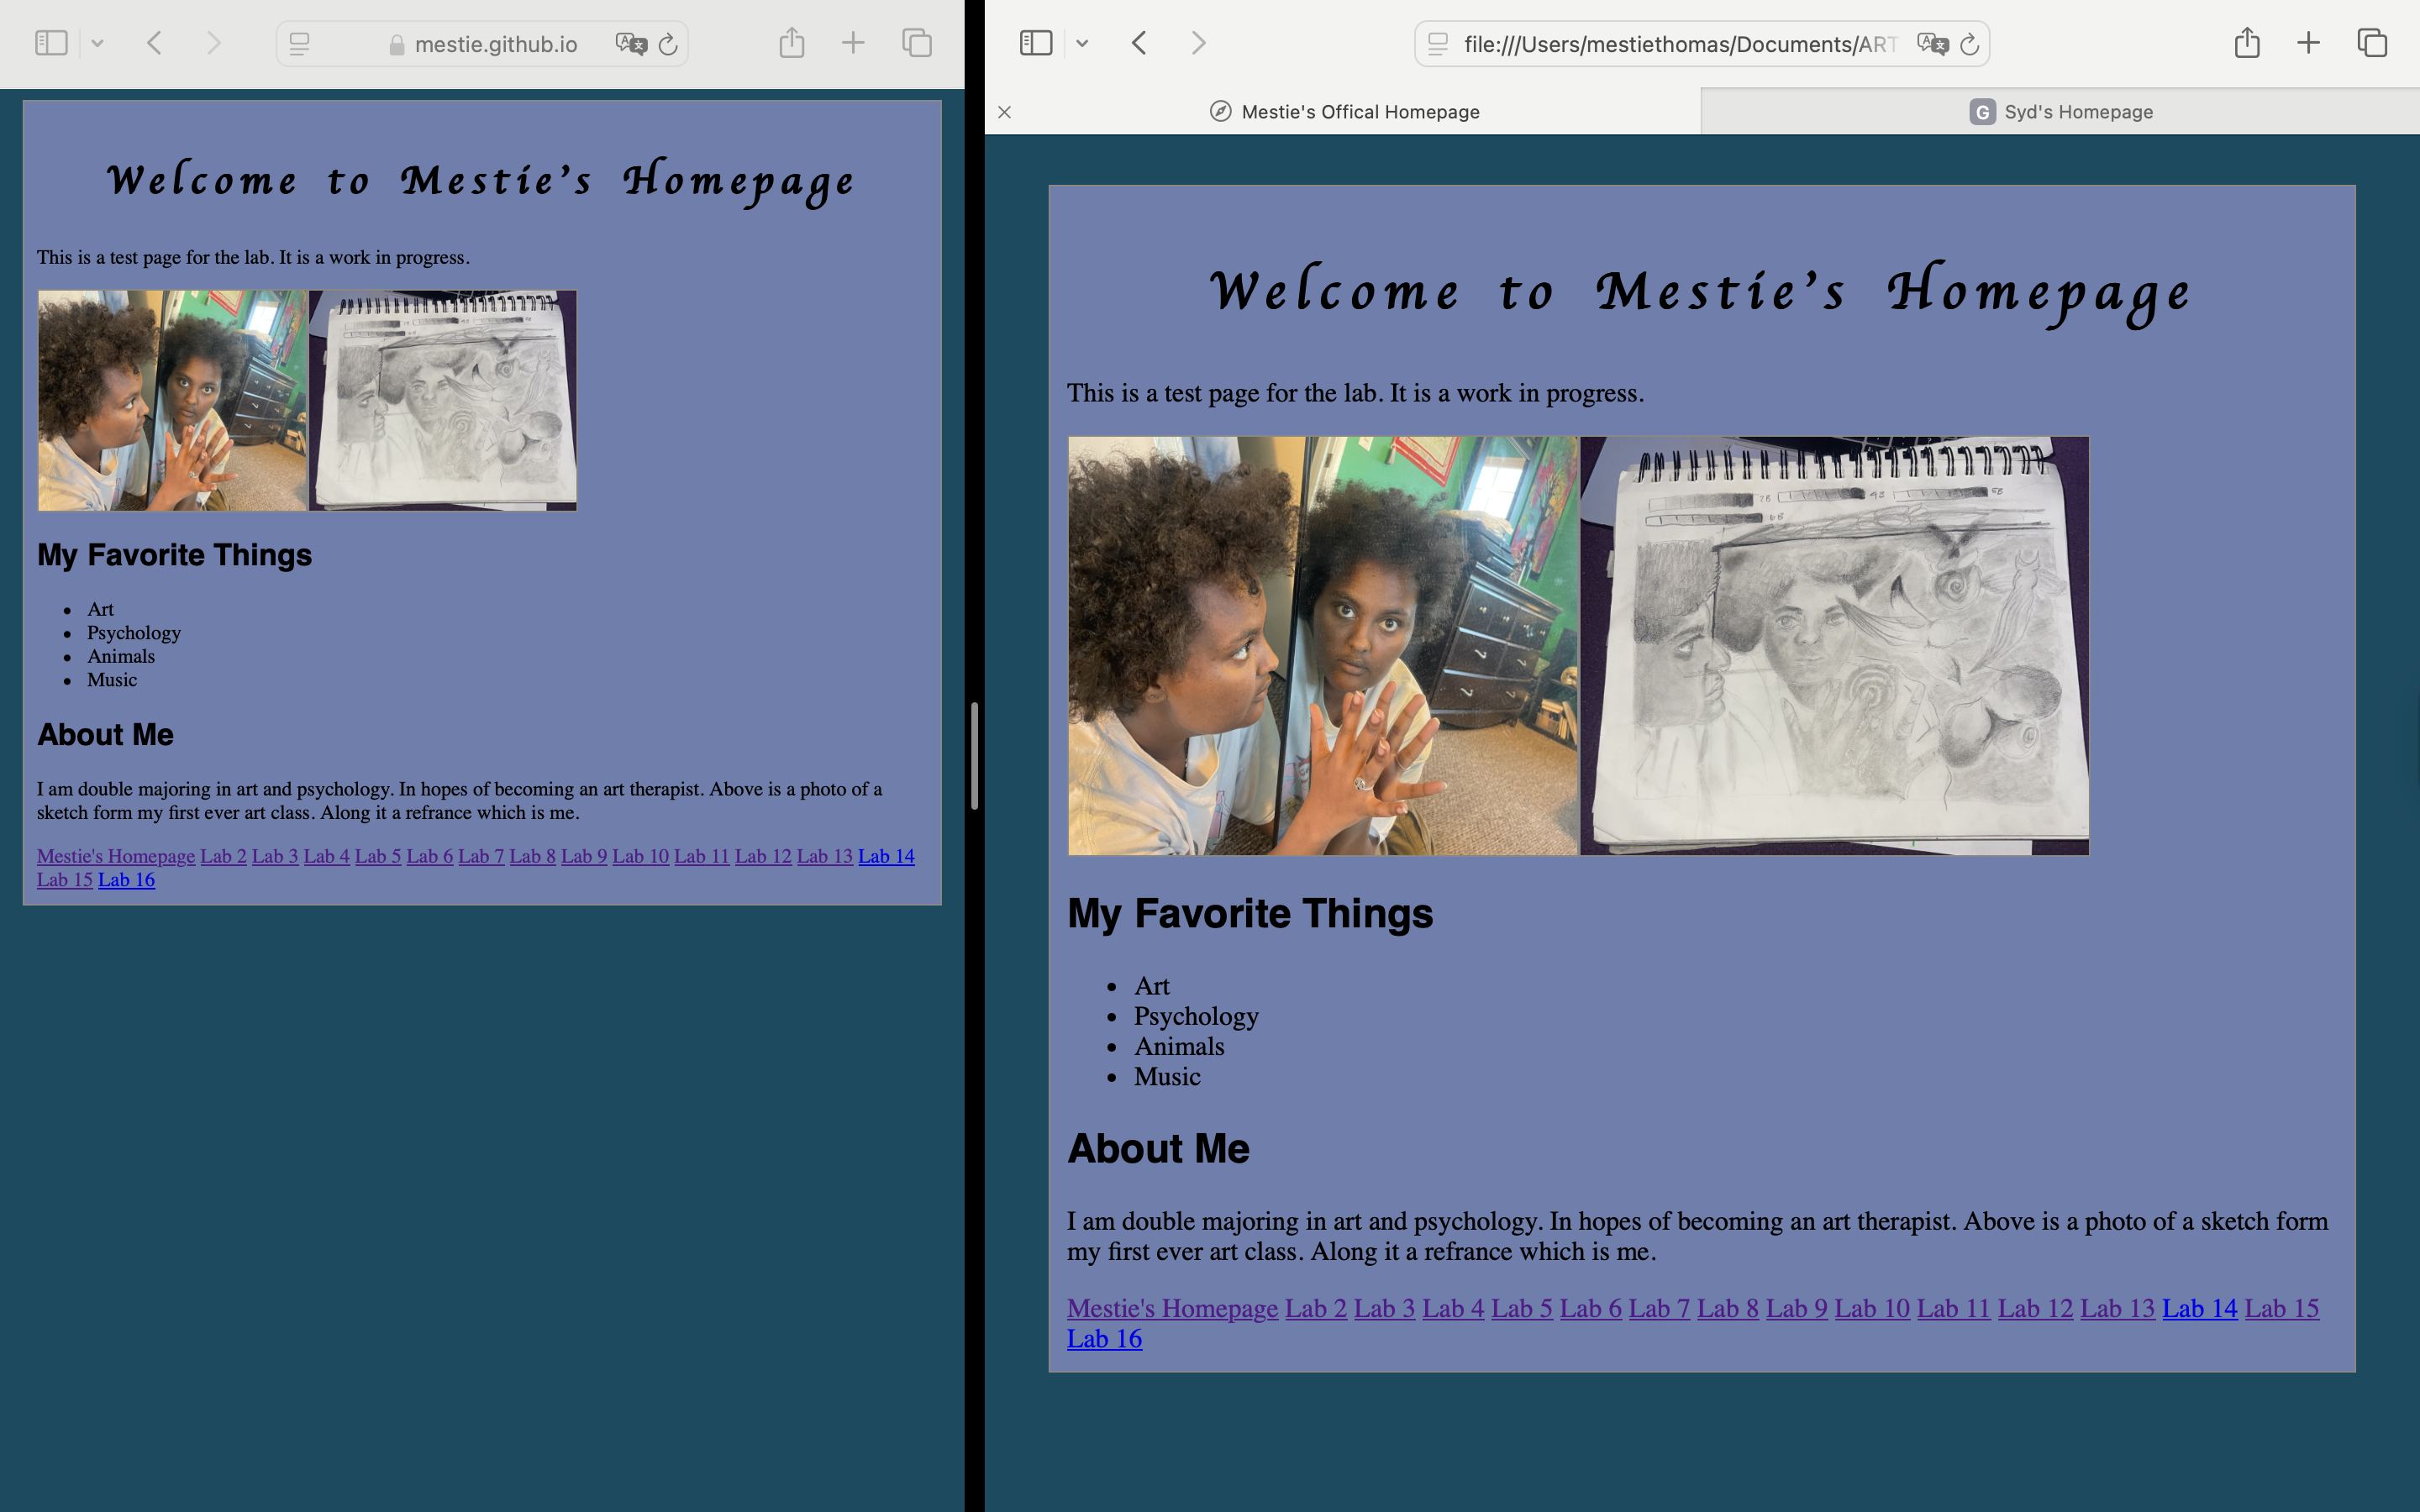 mestie.github.io
Welcome to Mestie's Homepage
This is a test page for the lab. It is a work in progress.
My Favorite Things
Art
Psychology
Animals
Music
About Me
I am double majoring in art and psychology. In hopes of becoming an art therapist. Above is a photo of a
sketch form my first ever art class. Along it a refrance which is me.
Mestie's Homepage Lab 2 Lab 3 Lab 4 Lab 5 Lab 6 Lab 7 Lab 8 Lab 9 Lab 10 Lab 11 Lab 12 Lab 13 Lab 14
Lab 15 Lab 16
file:///Users/mestiethomas/Documents/ART
Mestie's Offical Homepage
G Syd's Homepage
Welcome to Mestie's Homepage
This is a test page for the lab. It is a work in progress.
My Favorite Things
Art
Psychology
Animals
Music
About Me
I am double majoring in art and psychology. In hopes of becoming an art therapist. Above is a photo of a sketch form
my first ever art class. Along it a refrance which is me.
Mestie's Homepage Lab 2 Lab 3 Lab 4 Lab 5 Lab 6 Lab 7 Lab 8 Lab 9 Lab 10 Lab 11 Lab 12 Lab 13 Lab 14 Lab 15
Lab 16